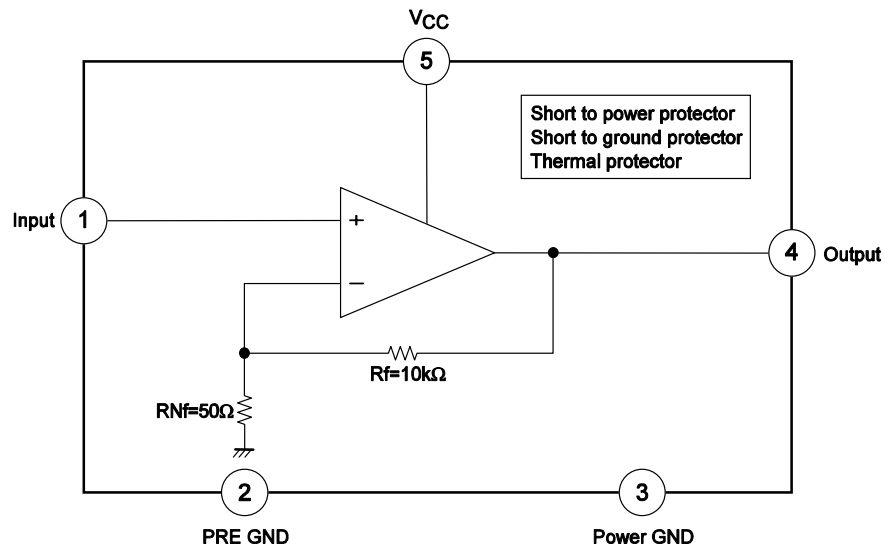 VCC
5
Short to power protector
Short to ground protector
Thermal protector
Input
1
+
−
4
Output
Rf=10kΩ
RNf=50Ω
2
3
PRE GND
Power GND